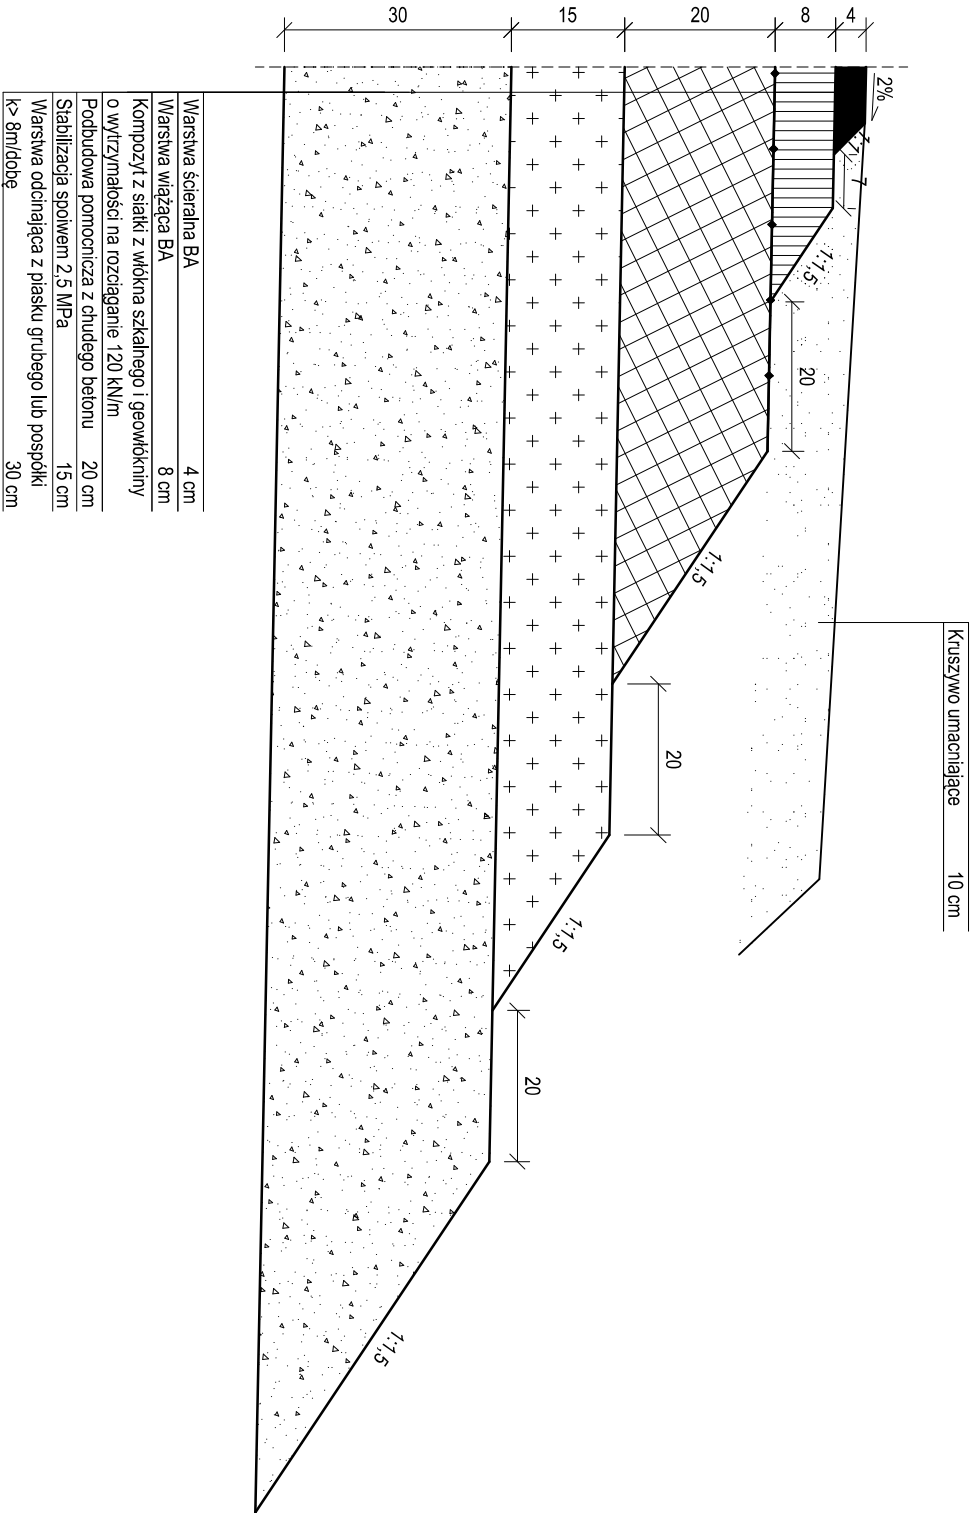 30
15
20
8
4
2%
1:1
7
1:1,5
20
1:1,5
20
1:1,5
20
1:1,5
Kruszywo umacniające 10 cm
Warstwa ścieralna BA 4 cm
Warstwa wiążąca BA 8 cm
Kompozyt z siatki z włókna szkalnego i geowłókniny
o wytrzymałości na rozciąganie 120 kN/m
Podbudowa pomocnicza z chudego betonu 20 cm
Stabilizacja spoiwem 2,5 MPa 15 cm
Warstwa odcinająca z piasku grubego lub pospółki
k> 8m/dobę 30 cm